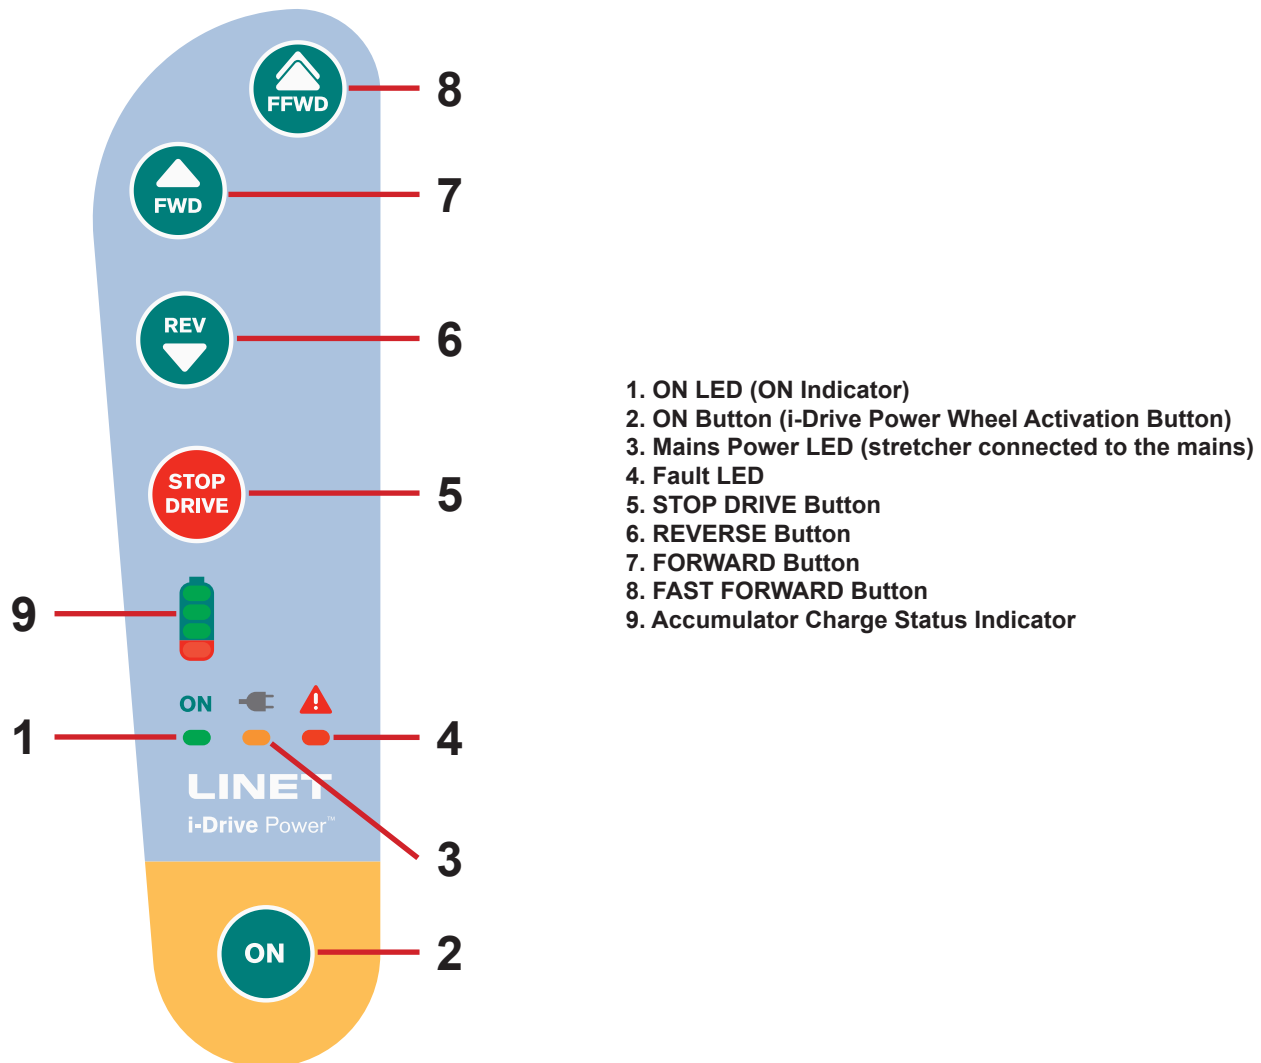 FFWD
8
FWD
7
REV
6
STOP
DRIVE
5
9
ON
1
4
LINET
i-Drive Power™
3
ON
2
1. ON LED (ON Indicator)
2. ON Button (i-Drive Power Wheel Activation Button)
3. Mains Power LED (stretcher connected to the mains)
4. Fault LED
5. STOP DRIVE Button
6. REVERSE Button
7. FORWARD Button
8. FAST FORWARD Button
9. Accumulator Charge Status Indicator